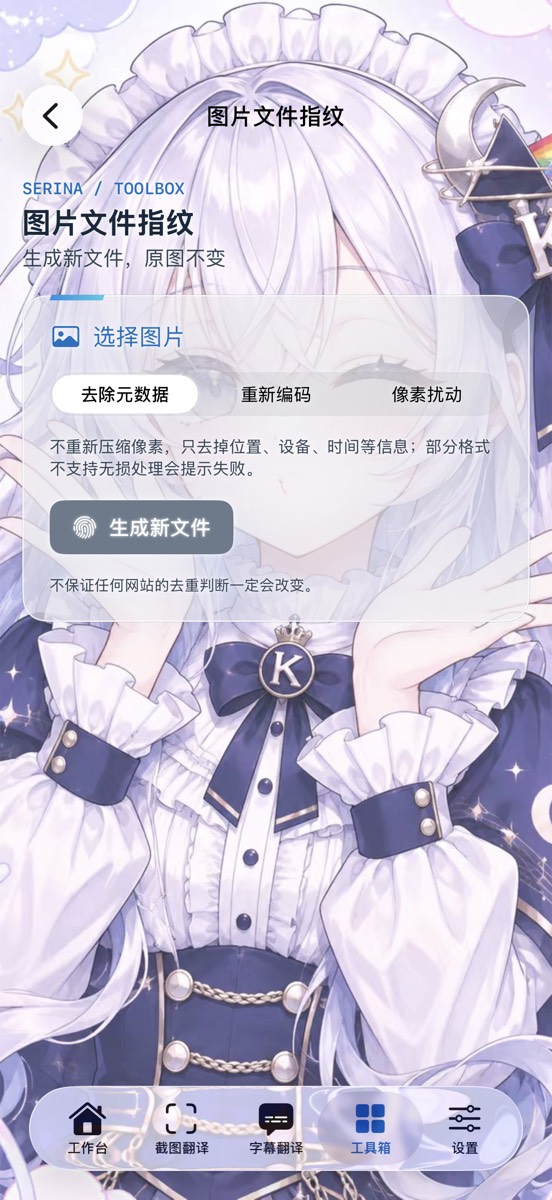 图片文件指纹
SERINA / TOOLBOX
图片文件指纹
生成新文件，原图不变
选择图片
去除元数据
重新编码
像素扰动
不重新压缩像素，只去掉位置、设备、时间等信息；部分格式
不支持无损处理会提示失败。
生成新文件
不保证任何网站的去重判断一定会改变。
K
K
工作台
截图翻译
字幕翻译
工具箱
设置